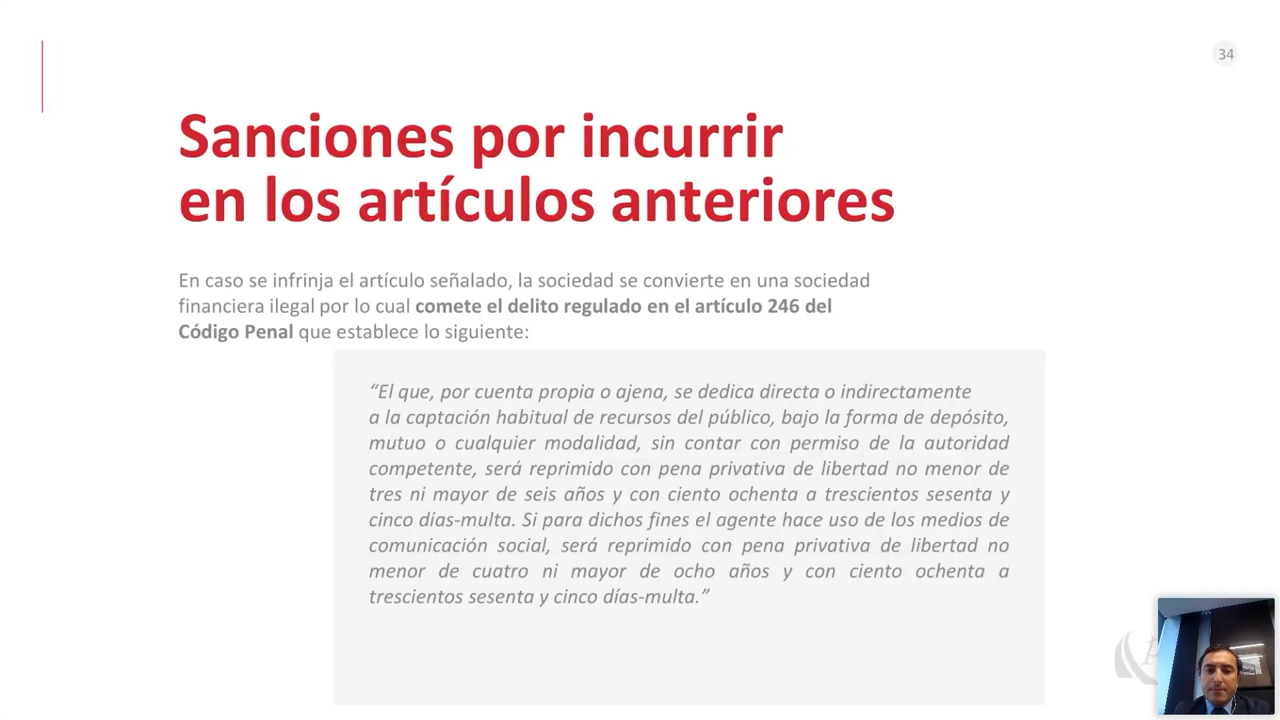 34
Sanciones por incurrir
en los artículos anteriores
En caso se infrinja el artículo señalado, la sociedad se convierte en una sociedad
financiera ilegal por lo cual comete el delito regulado en el artículo 246 del
Código Penal que establece lo siguiente:
“El que, por cuenta propia o ajena, se dedica directa o indirectamente
a la captación habitual de recursos del público, bajo la forma de depósito,
mutuo o cualquier modalidad, sin contar con permiso de la autoridad
competente, será reprimido con pena privativa de libertad no menor de
tres ni mayor de seis años y con ciento ochenta a trescientos sesenta y
cinco días-multa. Si para dichos fines el agente hace uso de los medios de
comunicación social, será reprimido con pena privativa de libertad no
menor de cuatro ni mayor de ocho años y con ciento ochenta a
trescientos sesenta y cinco días-multa.”